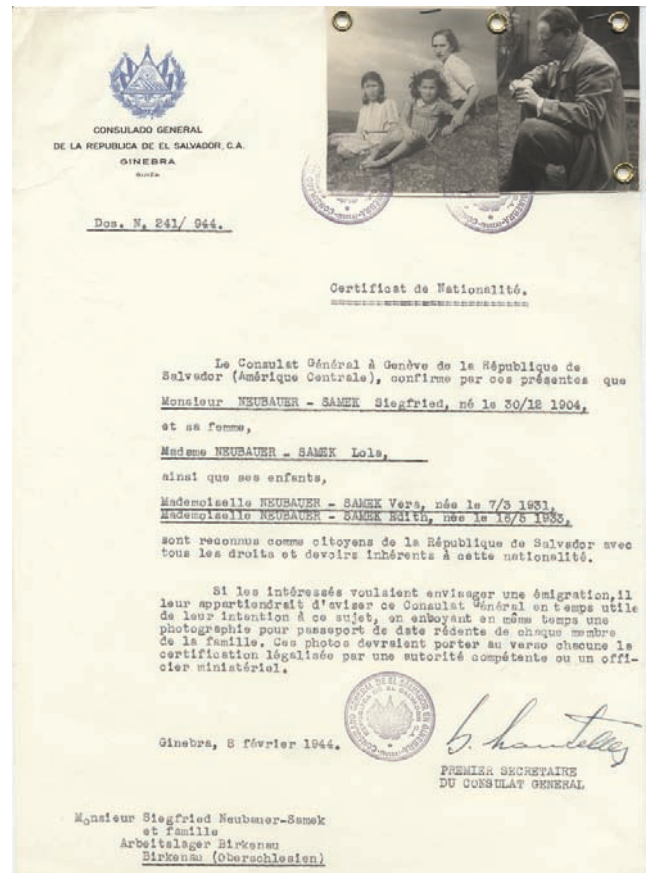 CONSULADO GENERAL
DE LA REPUBLICA DE EL SALVADOR, C.A.
GINEBRA
SUIZA
Dos. N. 241/ 944.
Certificat de Nationalité.
Le Consulat Général à Genève de la République de
Salvador (Amérique Centrale), confirme par ces présentes que
Monsieur NEUBAUER - SAMEK Siegfried, né le 30/12 1904,
et sa femme,
Madame NEUBAUER - SAMEK Lola,
ainsi que ses enfants,
Mademoiselle NEUBAUER - SAMEK Vera, née le 7/3 1931,
Mademoiselle NEUBAUER - SAMEK Edith, née le 16/5 1933,
sont reconnus comme citoyens de la République de Salvador avec
tous les droits et devoirs inhérents à cette nationalité.
Si les intéressés voulaient envisager une émigration,il
leur appartiendrait d'aviser ce Consulat Général en temps utile
de leur intention à ce sujet, en enboyant en même temps une
photographie pour passeport de date rédente de chaque membre
de la famille. Ces photos devraient porter au verso chacune la
certification légalisée par une autorité compétente ou un offi-
cier ministériel.
Ginebra, 8 février 1944.
PREMIER SECRETAIRE
DU CONSULAT GENERAL
Monsieur Siegfried Neubauer-Samek
et famille
Arbeitslager Birkenau
Birkenau (Oberschlesien)